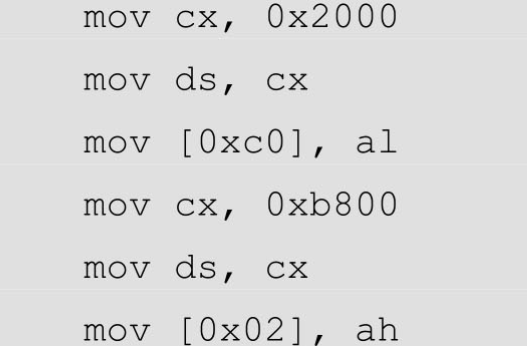 mov cx, 0x2000
mov ds, cx
mov [0xc0], al
mov cx, 0xb800
mov ds, cx
mov [0x02], ah